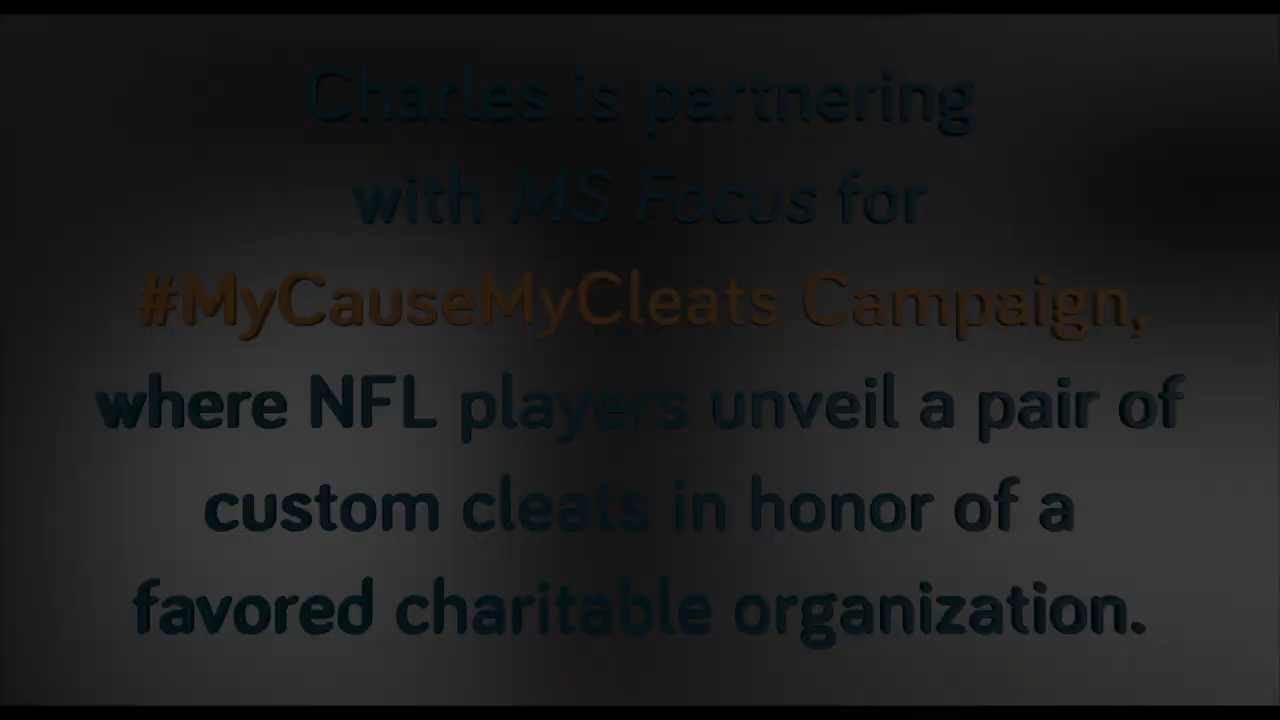 Charles is partnering
with MS Focus for
#MyCauseMyCleats Campaign,
where NFL players unveil a pair of
custom cleats in honor of a
favored charitable organization.